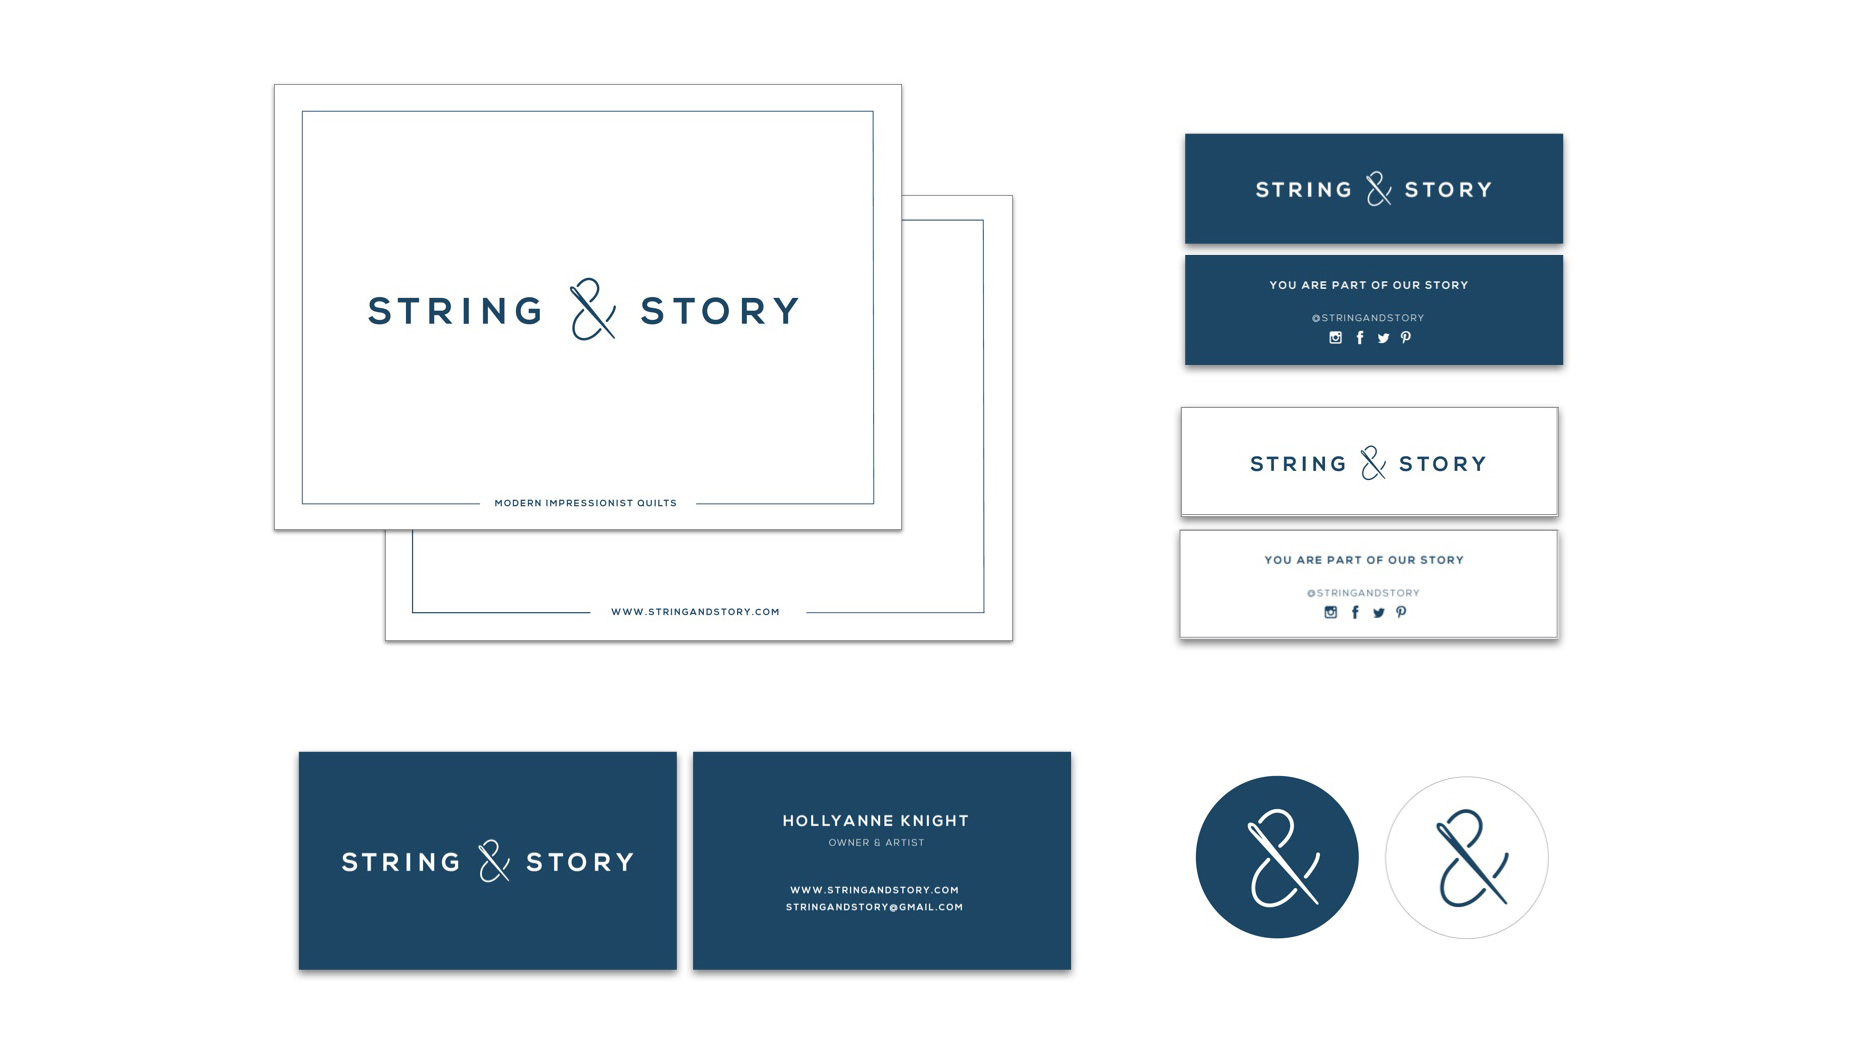 STRING & STORY
MODERN IMPRESSIONIST QUILTS
WWW.STRINGANDSTORY.COM
STRING & STORY
YOU ARE PART OF OUR STORY
@STRINGANDSTORY
STRING & STORY
YOU ARE PART OF OUR STORY
@STRINGANDSTORY
STRING & STORY
HOLLYANNE KNIGHT
OWNER & ARTIST
WWW.STRINGANDSTORY.COM
STRINGANDSTORY@GMAIL.COM
&
&